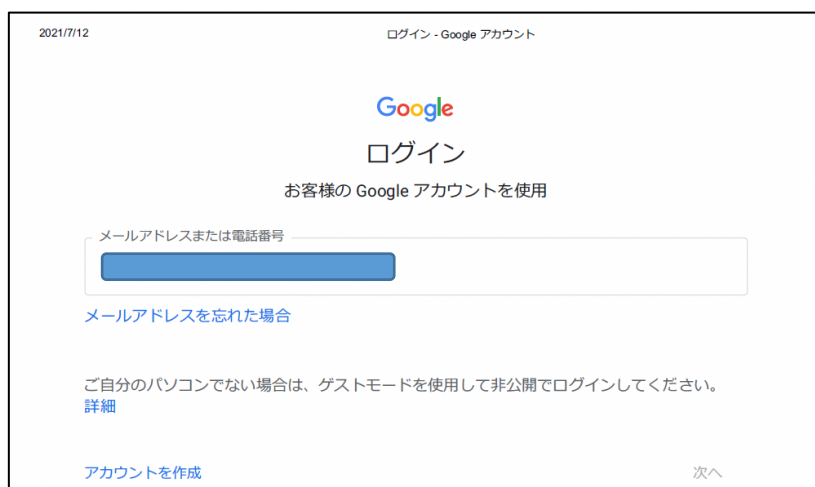 2021/7/12
ログイン - Google アカウント
Google
ログイン
お客様の Google アカウントを使用
メールアドレスまたは電話番号
メールアドレスを忘れた場合
ご自分のパソコンでない場合は、ゲストモードを使用して非公開でログインしてください。
詳細
アカウントを作成
次へ